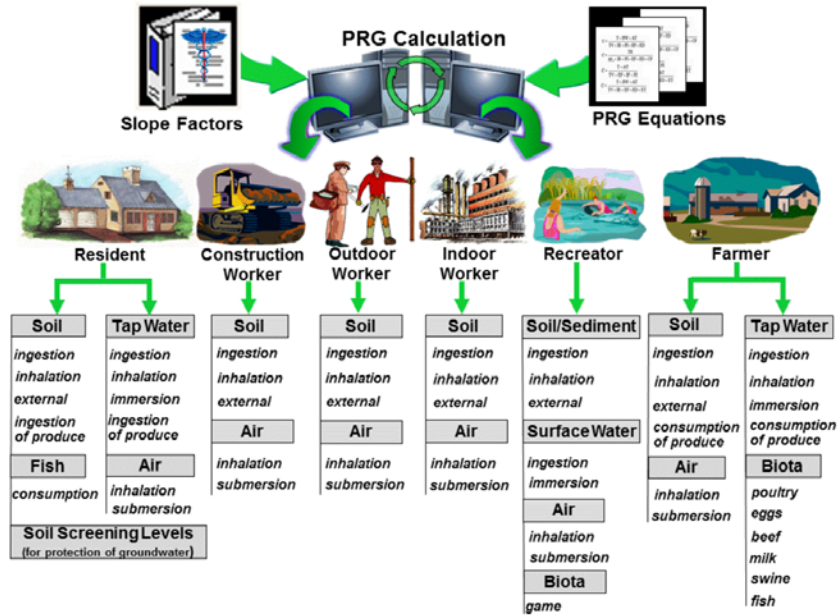 PRG Calculation
Slope Factors
PRG Equations
Resident
Construction
Worker
Outdoor
Worker
Indoor
Worker
Recreator
Farmer
Soil
ingestion
inhalation
external
ingestion
of produce
Fish
consumption
Soil Screening Levels
(for protection of groundwater)
Tap Water
ingestion
inhalation
immersion
ingestion
of produce
Air
inhalation
submersion
Soil
ingestion
inhalation
external
Air
inhalation
submersion
Soil
ingestion
inhalation
external
Air
inhalation
submersion
Soil
ingestion
inhalation
external
Air
inhalation
submersion
Soil/Sediment
ingestion
inhalation
external
Surface Water
ingestion
immersion
Air
inhalation
submersion
Biota
game
Soil
ingestion
inhalation
external
consumption
of produce
Air
inhalation
submersion
Tap Water
ingestion
inhalation
immersion
consumption
of produce
Biota
poultry
eggs
beef
milk
swine
fish